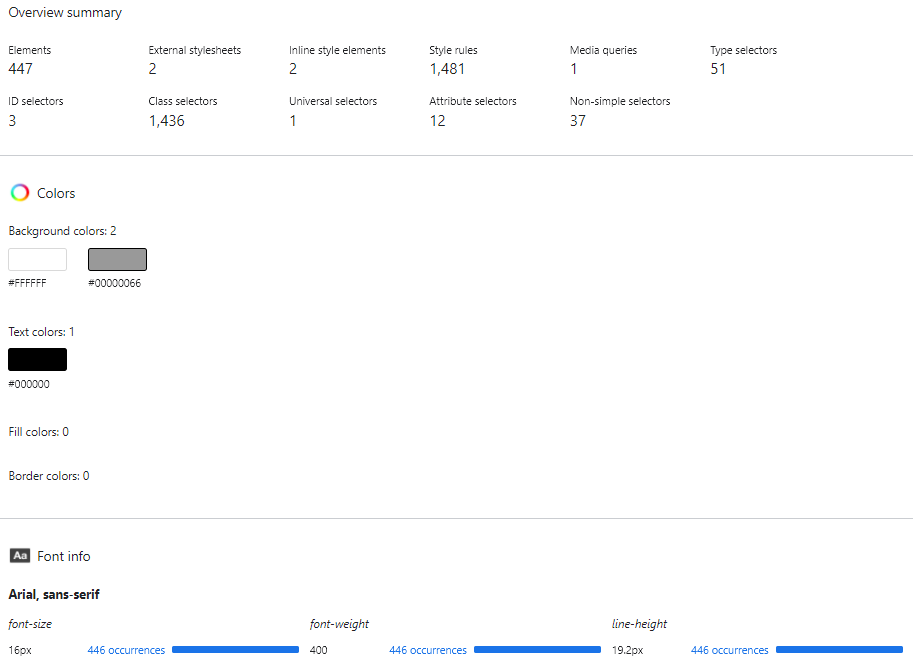 Overview summary
Elements External stylesheets Inline style elements Style rules Media queries Type selectors
447 2 2 1,481 1 51
ID selectors Class selectors Universal selectors Attribute selectors Non-simple selectors
3 1,436 1 12 37
Colors
Background colors: 2
#FFFFFF #00000066
Text colors: 1
#000000
Fill colors: 0
Border colors: 0
Aa Font info
Arial, sans-serif
font-size font-weight line-height
16px 446 occurrences 400 446 occurrences 19.2px 446 occurrences